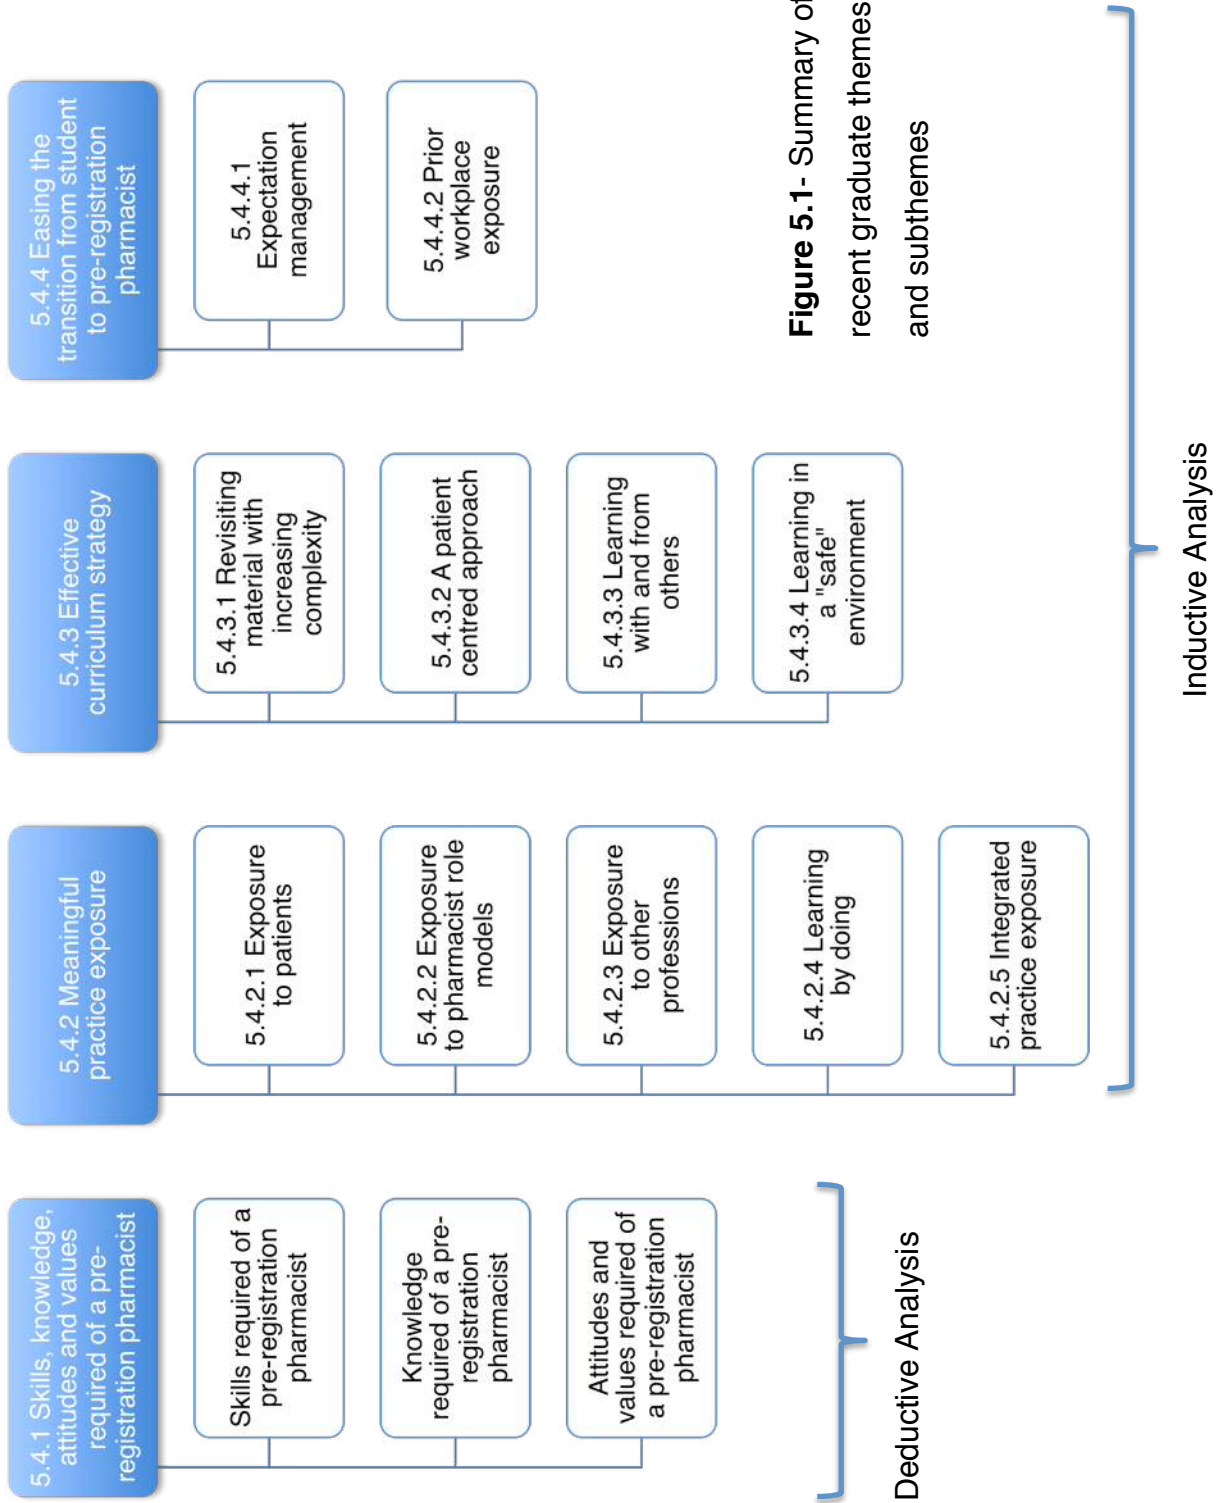 5.4.1 Skills, knowledge,
attitudes and values
required of a pre-
registration pharmacist
Skills required of a
pre-registration
pharmacist
Knowledge
required of a pre-
registration
pharmacist
Attitudes and
values required of
a pre-registration
pharmacist
Deductive Analysis
5.4.2 Meaningful
practice exposure
5.4.2.1 Exposure
to patients
5.4.2.2 Exposure
to pharmacist role
models
5.4.2.3 Exposure
to other
professions
5.4.2.4 Learning
by doing
5.4.2.5 Integrated
practice exposure
5.4.3 Effective
curriculum strategy
5.4.3.1 Revisiting
material with
increasing
complexity
5.4.3.2 A patient
centred approach
5.4.3.3 Learning
with and from
others
5.4.3.4 Learning in
a "safe"
environment
5.4.4 Easing the
transition from student
to pre-registration
pharmacist
5.4.4.1
Expectation
management
5.4.4.2 Prior
workplace
exposure
Inductive Analysis
Figure 5.1- Summary of
recent graduate themes
and subthemes